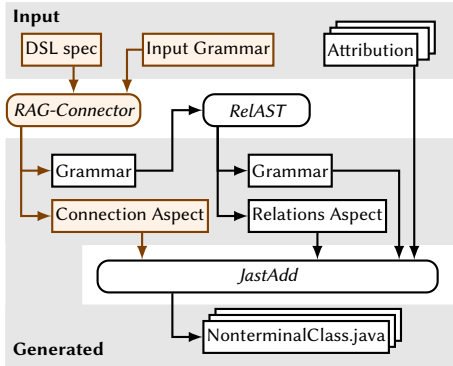 Input
DSL spec
Input Grammar
Attribution
RAG-Connector
RelAST
Grammar
Grammar
Connection Aspect
Relations Aspect
JastAdd
NonterminalClass.java
Generated